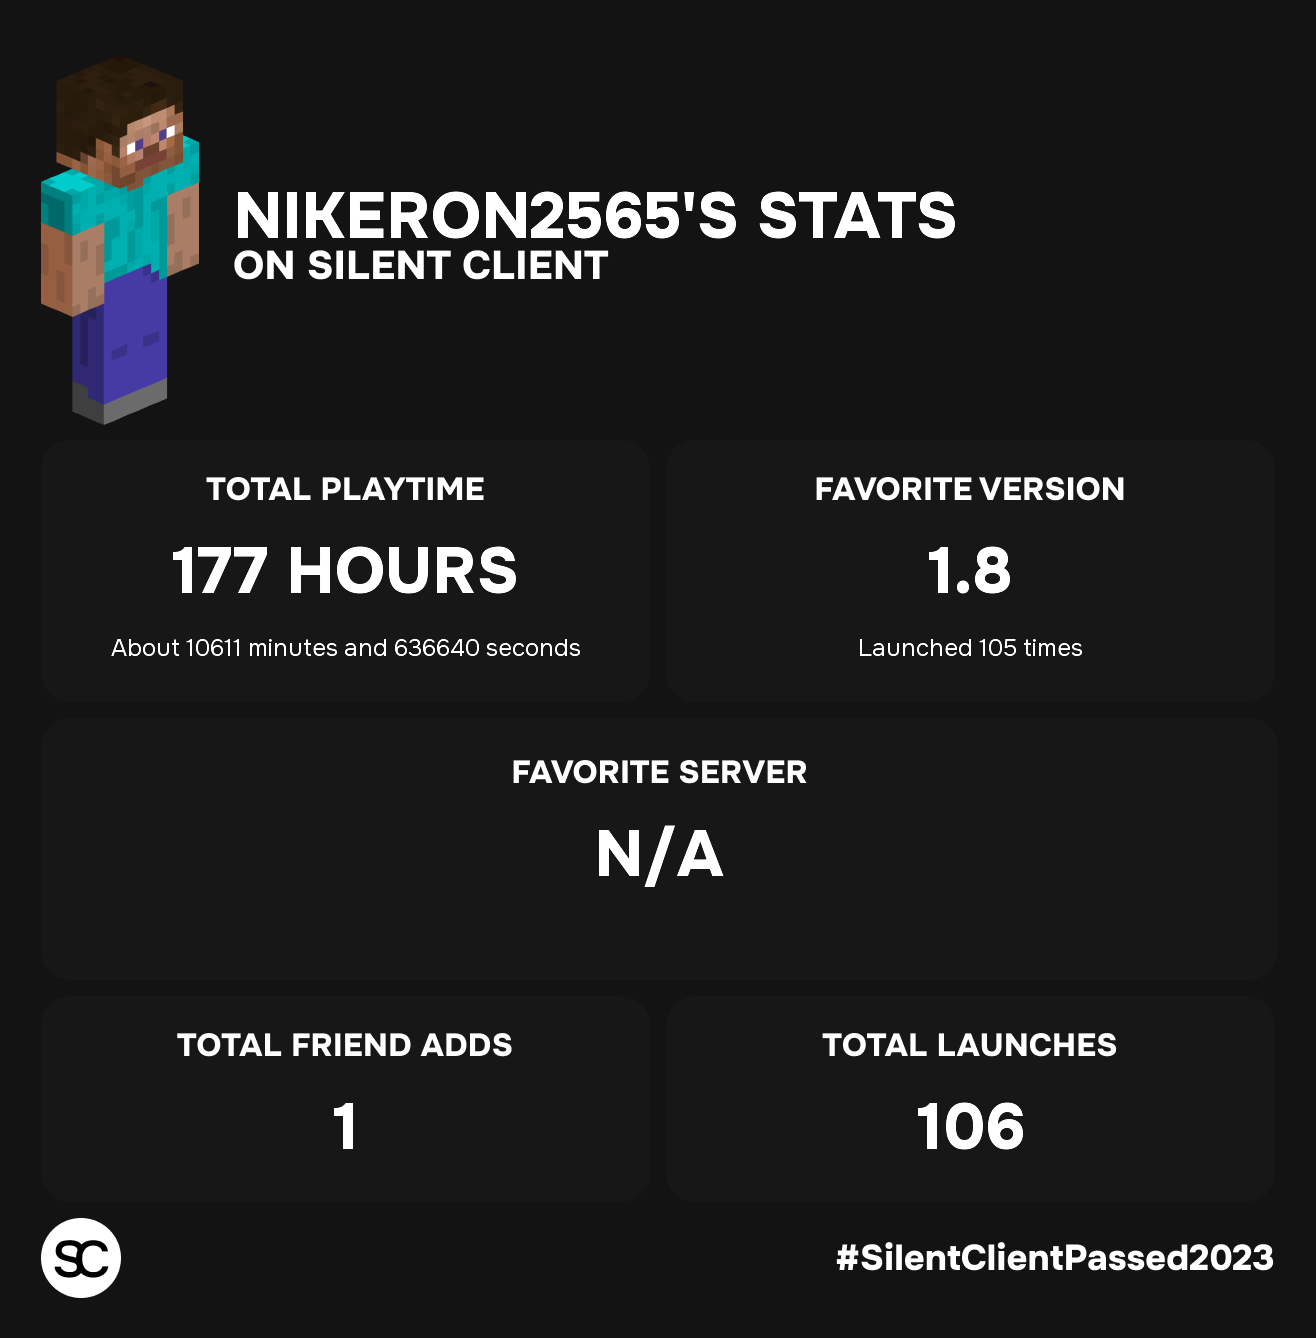 NIKERON2565'S STATS
ON SILENT CLIENT
TOTAL PLAYTIME
177 HOURS
About 10611 minutes and 636640 seconds
FAVORITE VERSION
1.8
Launched 105 times
FAVORITE SERVER
N/A
TOTAL FRIEND ADDS
1
TOTAL LAUNCHES
106
SC
#SilentClientPassed2023